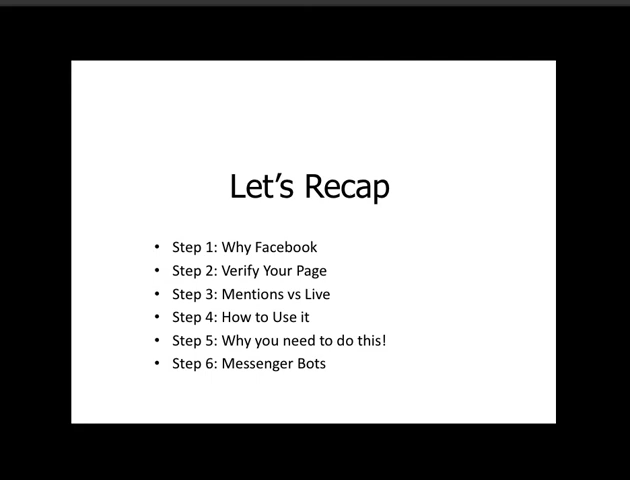 Let's Recap
• Step 1: Why Facebook
• Step 2: Verify Your Page
• Step 3: Mentions vs Live
• Step 4: How to Use it
• Step 5: Why you need to do this!
• Step 6: Messenger Bots